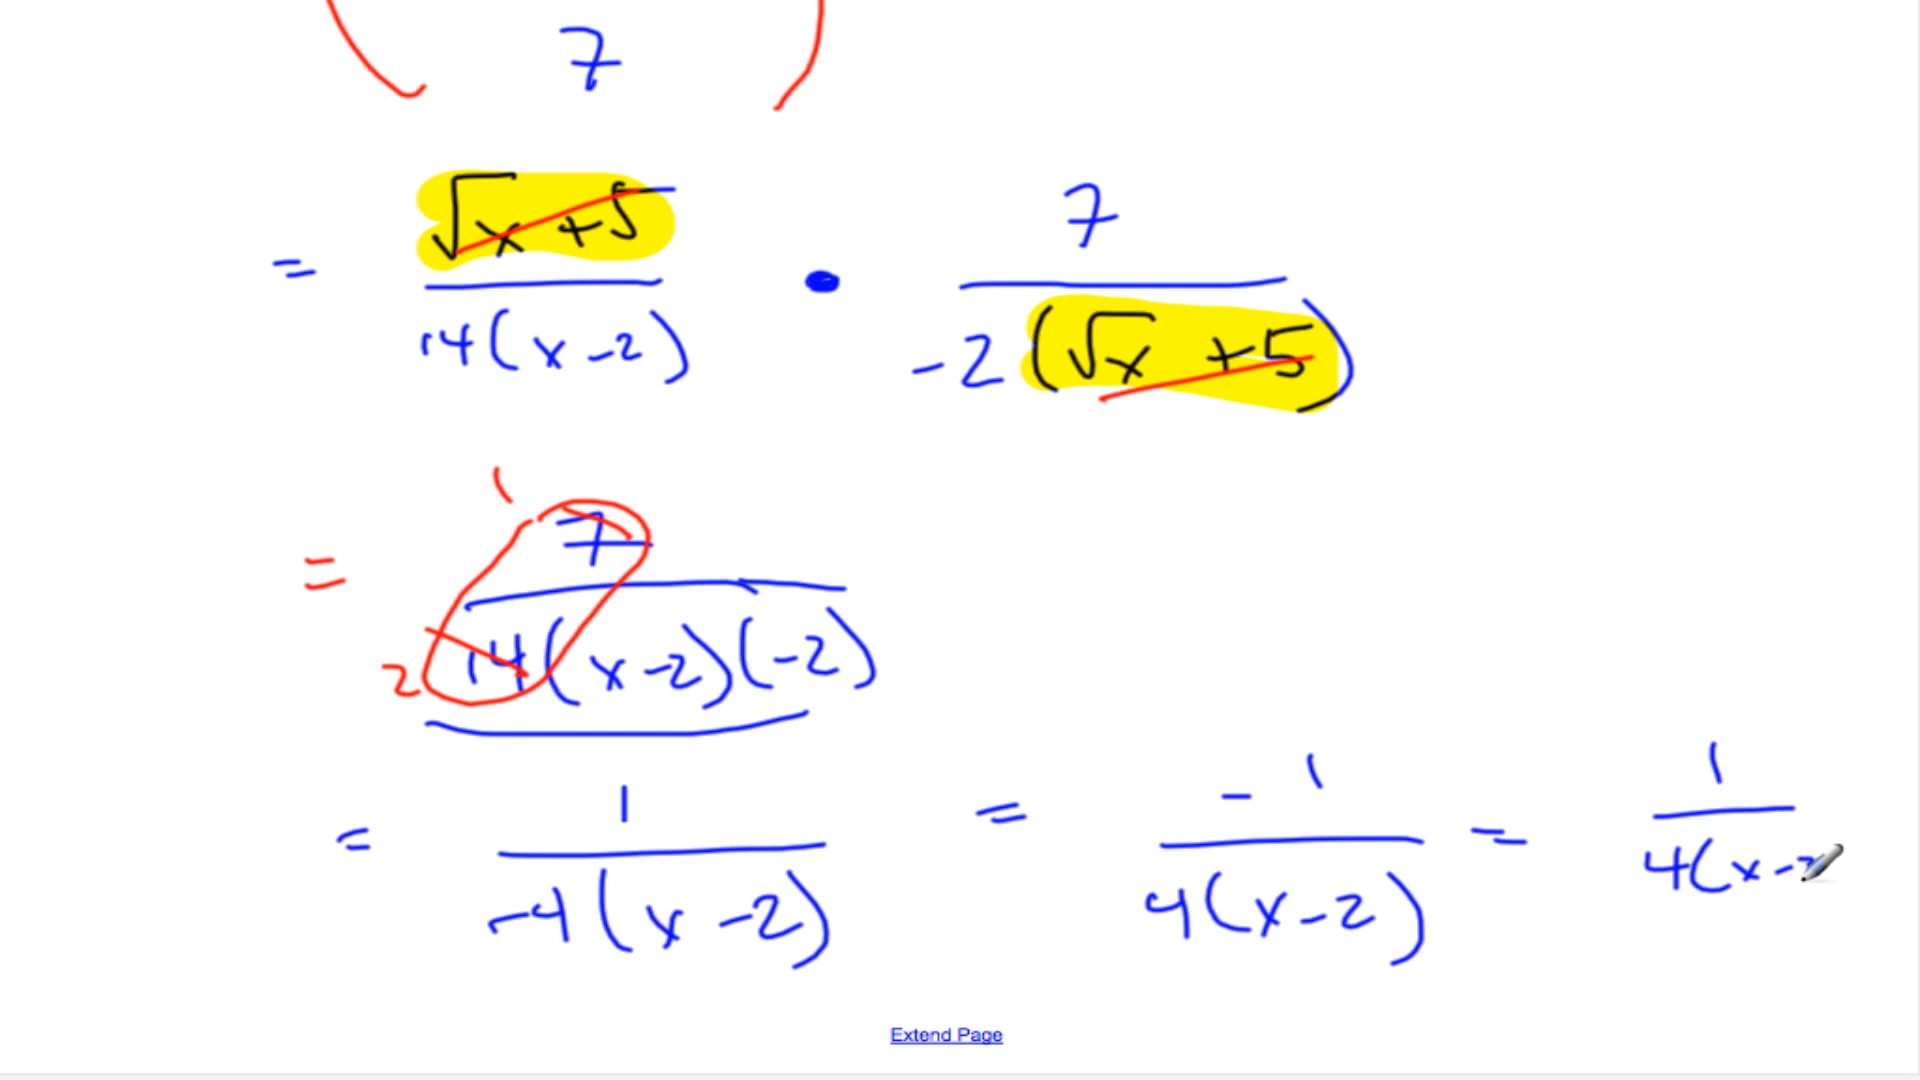 7
= √x +5 / 14(x-2) • 7 / -2(√x +5)
= 1 7 / 2 14(x-2)(-2)
= 1 / -4(x-2) = -1 / 4(x-2) = 1 / 4(x-
Extend Page